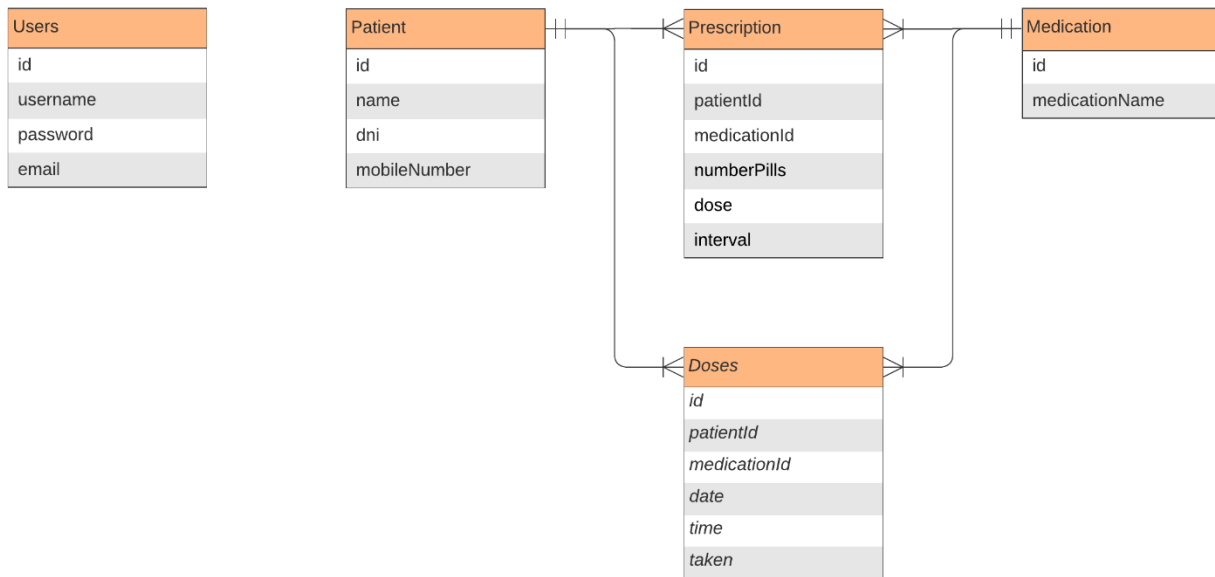 Users
id
username
password
email
Patient
id
name
dni
mobileNumber
Prescription
id
patientId
medicationId
numberPills
dose
interval
Medication
id
medicationName
Doses
id
patientId
medicationId
date
time
taken